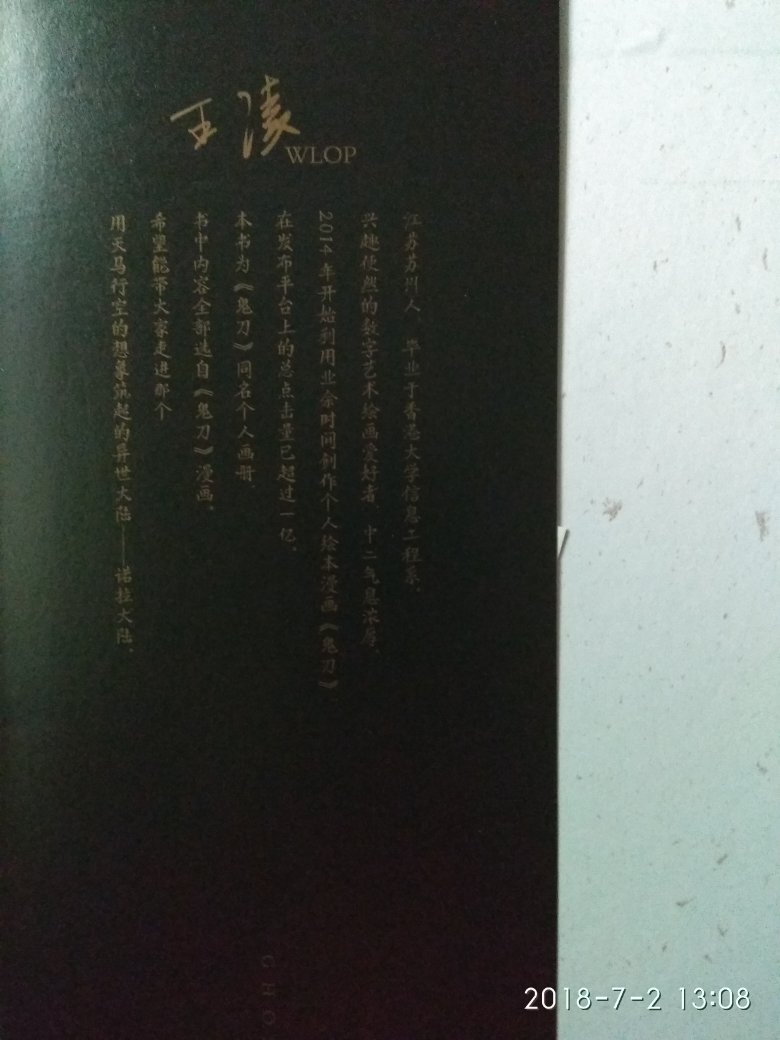 王凌
WLOP
江苏苏州人，毕业于香港大学信息工程系，
兴趣使然的数字艺术绘画爱好者，中二气息浓厚。
2014年开始利用业余时间创作个人绘本漫画《鬼刀》
在发布平台上的总点击量已超过一亿。
本书为《鬼刀》同名个人画册，
书中内容全部选自《鬼刀》漫画。
希望能带大家走进那个
用天马行空的想象筑起的异世大陆——诺拉大陆。
GHO
2018-7-2 13:08